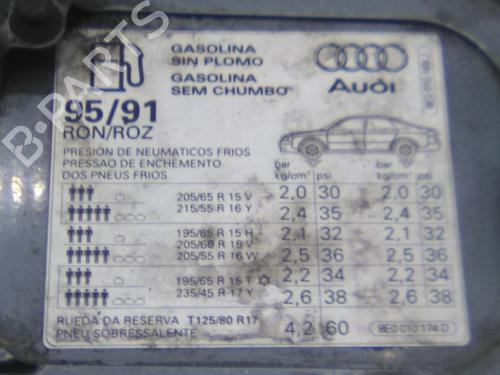 GASOLINA
SIN PLOMO
GASOLINA
SEM CHUMBO
Audi
95/91
RON/ROZ
PRESIÓN DE NEUMATICOS FRIOS
PRESSAO DE ENCHEMENTO
DOS PNEUS FRIOS
bar kg/cm² psi bar kg/cm² psi
205/65 R 15 V 2,0 30 2,0 30
215/55 R 16 Y 2,4 35 2,4 35
195/65 R 15 H 2,1 32 2,1 32
205/60 R 15 V
205/55 R 16 W 2,5 36 2,5 36
195/65 R 15 T 2,2 34 2,2 34
235/45 R 17 Y 2,6 38 2,6 38
RUEDA DA RESERVA T125/80 R17 4,2 60
PNEU SOBRESSALENTE
8E0 010 174 D
B-PARTS